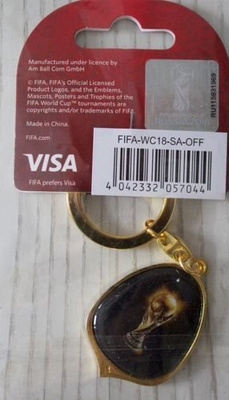 Manufactured under licence by
Am Ball Com GmbH
© FIFA, FIFA's Official Licensed
Product Logos, and the Emblems,
Mascots, Posters and Trophies of the
FIFA World Cup™ tournaments are
copyrights and/or trademarks of FIFA.
Made in China.
FIFA.com
RU115831969
VISA
FIFA prefers Visa
FIFA-WC18-SA-OFF
4 042332 057044